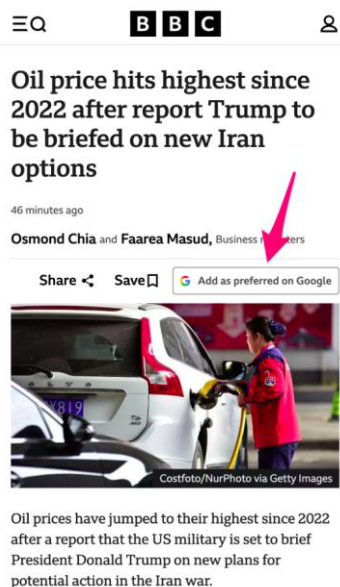 BBC
Oil price hits highest since
2022 after report Trump to
be briefed on new Iran
options
46 minutes ago
Osmond Chia and Faarea Masud, Business
Share Save Add as preferred on Google
VOLVO
X819
T6
AWD
Costfoto/NurPhoto via Getty Images
Oil prices have jumped to their highest since 2022
after a report that the US military is set to brief
President Donald Trump on new plans for
potential action in the Iran war.